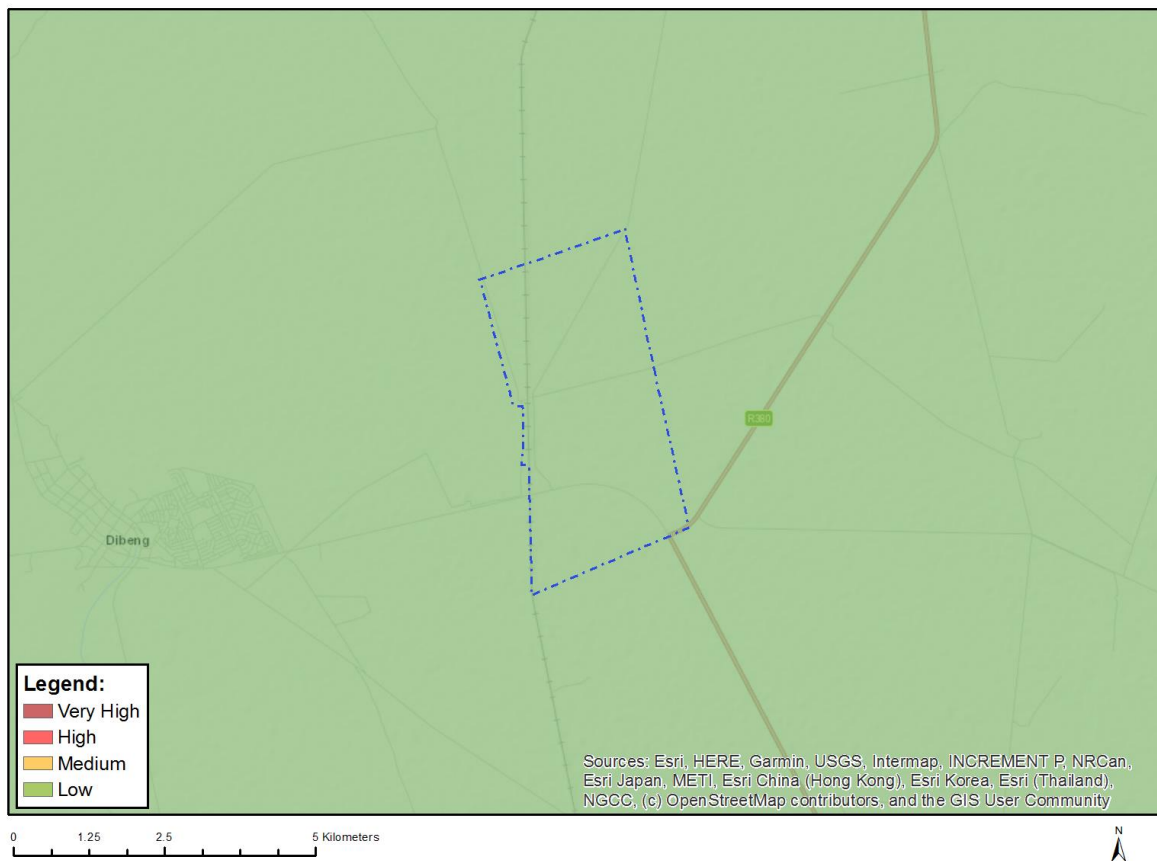 R380
Dibeng
Legend:
Very High
High
Medium
Low
Sources: Esri, HERE, Garmin, USGS, Intermap, INCREMENT P, NRCan,
Esri Japan, METI, Esri China (Hong Kong), Esri Korea, Esri (Thailand),
NGCC, (c) OpenStreetMap contributors, and the GIS User Community
0 1.25 2.5 5 Kilometers
N